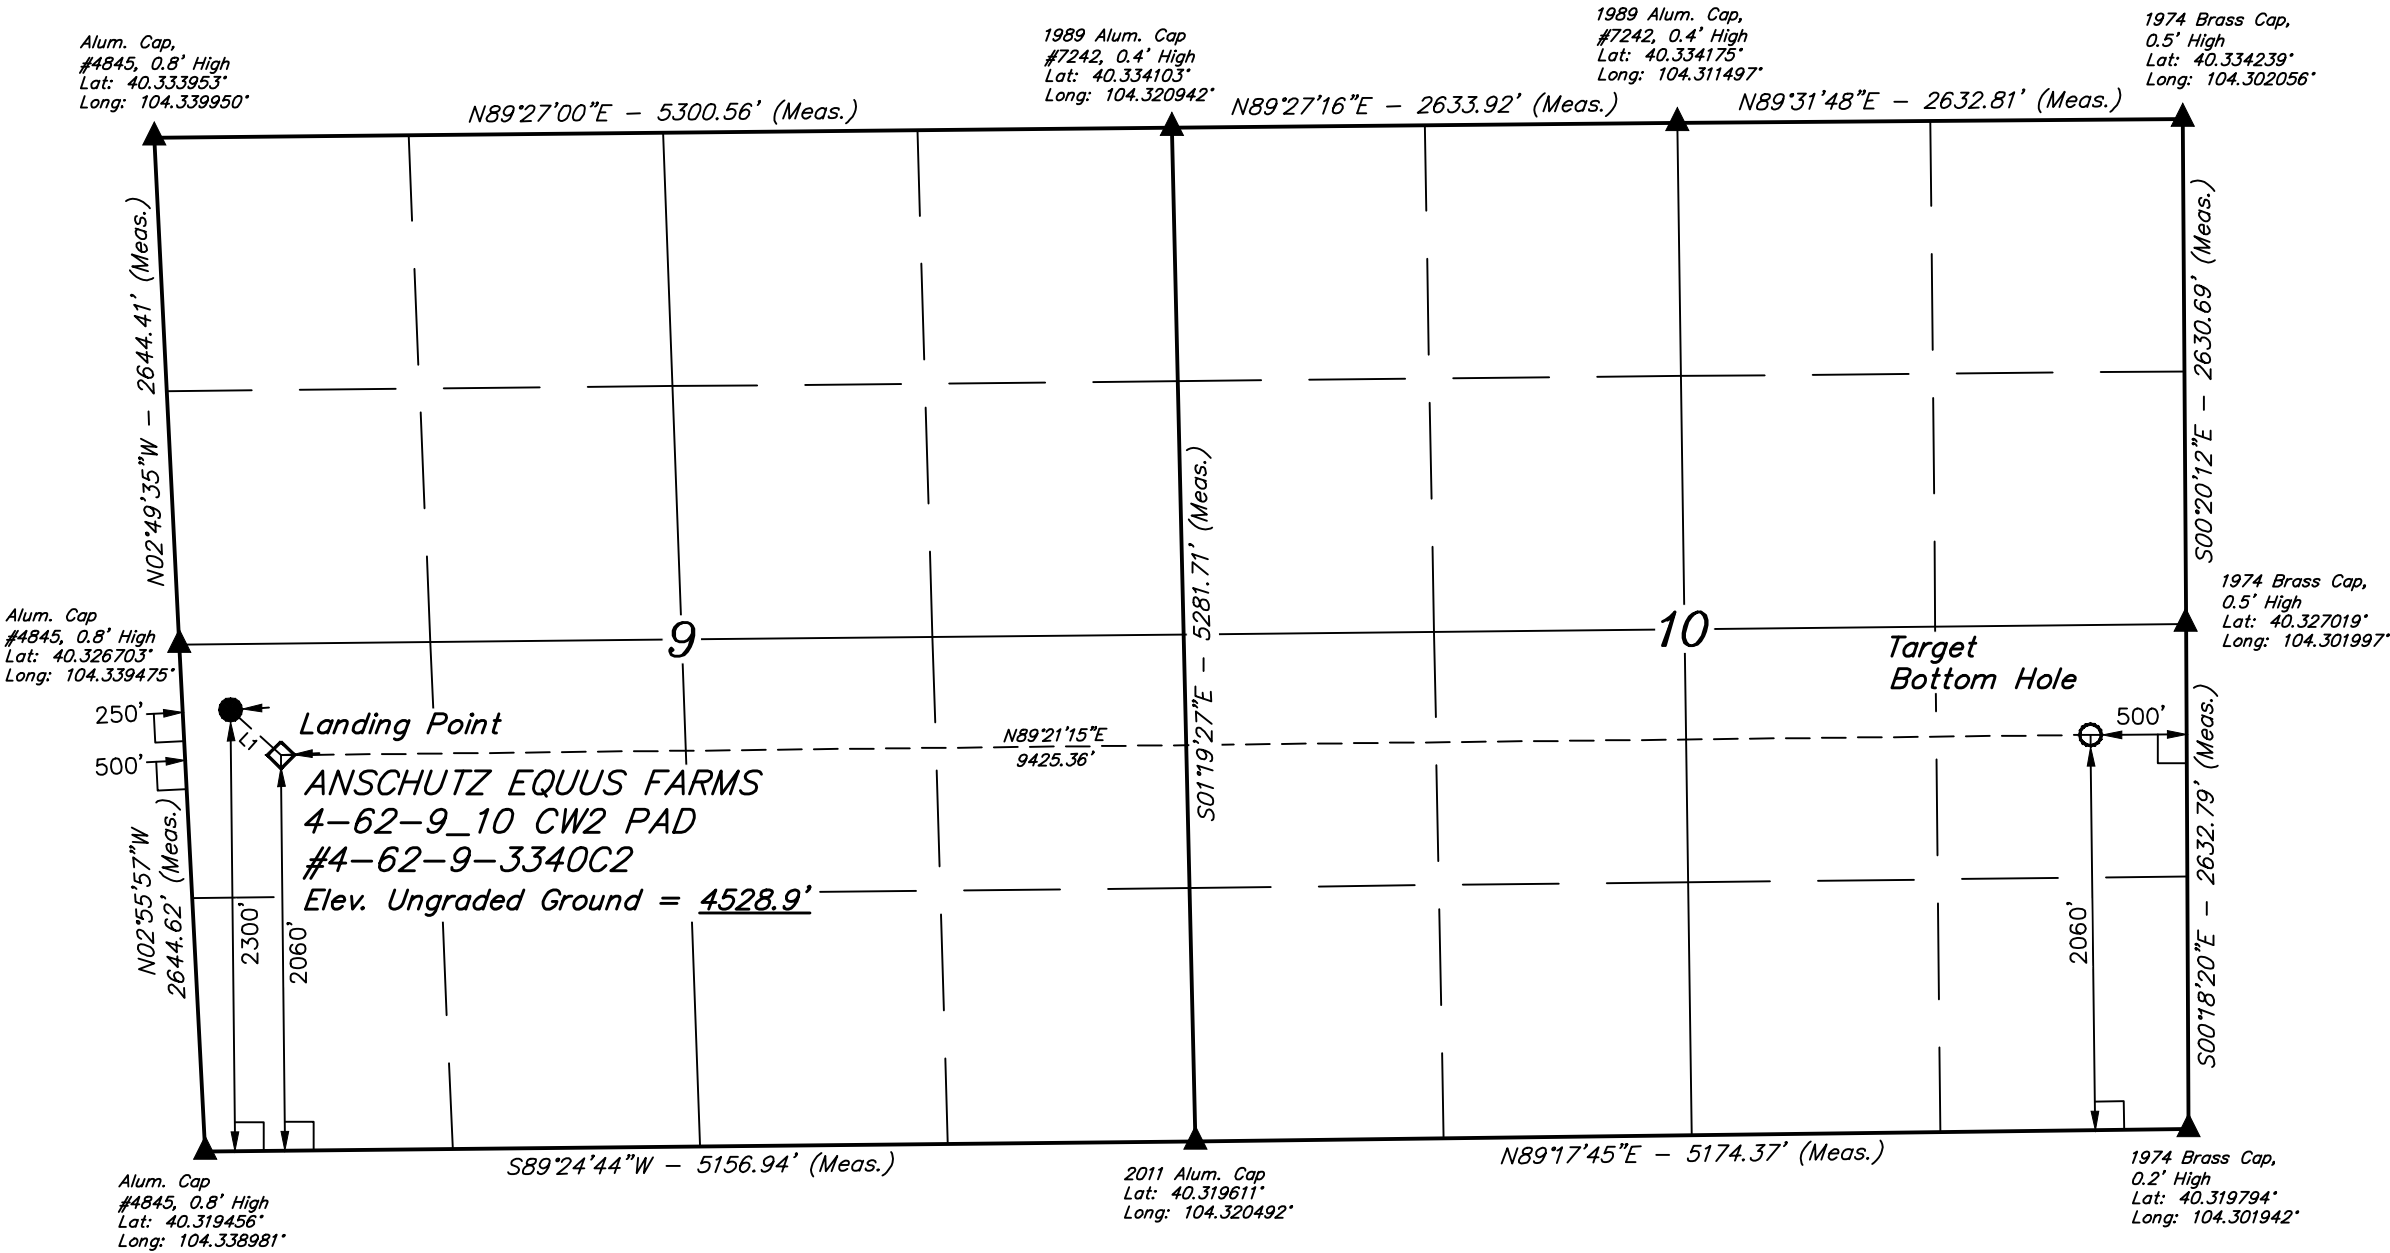 Alum. Cap,
#4845, 0.8' High
Lat: 40.333953°
Long: 104.339950°
1989 Alum. Cap
#7242, 0.4' High
Lat: 40.334103°
Long: 104.320942°
1989 Alum. Cap,
#7242, 0.4' High
Lat: 40.334175°
Long: 104.311497°
1974 Brass Cap,
0.5' High
Lat: 40.334239°
Long: 104.302056°
N89°27'00"E - 5300.56' (Meas.)
N89°27'16"E - 2633.92' (Meas.)
N89°31'48"E - 2632.81' (Meas.)
N02°49'35"W - 2644.41' (Meas.)
S01°19'27"E - 5281.71' (Meas.)
S00°20'12"E - 2630.69' (Meas.)
Alum. Cap
#4845, 0.8' High
Lat: 40.326703°
Long: 104.339475°
9
10
1974 Brass Cap,
0.5' High
Lat: 40.327019°
Long: 104.301997°
Target
Bottom Hole
250'
500'
L1
Landing Point
N89°21'15"E
9425.36'
500'
ANSCHUTZ EQUUS FARMS
4-62-9_10 CW2 PAD
#4-62-9-3340C2
Elev. Ungraded Ground = 4528.9'
N02°55'57"W
2644.62' (Meas.)
2300'
2060'
2060'
S00°18'20"E - 2632.79' (Meas.)
S89°24'44"W - 5156.94' (Meas.)
N89°17'45"E - 5174.37' (Meas.)
Alum. Cap
#4845, 0.8' High
Lat: 40.319456°
Long: 104.338981°
2011 Alum. Cap
Lat: 40.319611°
Long: 104.320492°
1974 Brass Cap,
0.2' High
Lat: 40.319794°
Long: 104.301942°